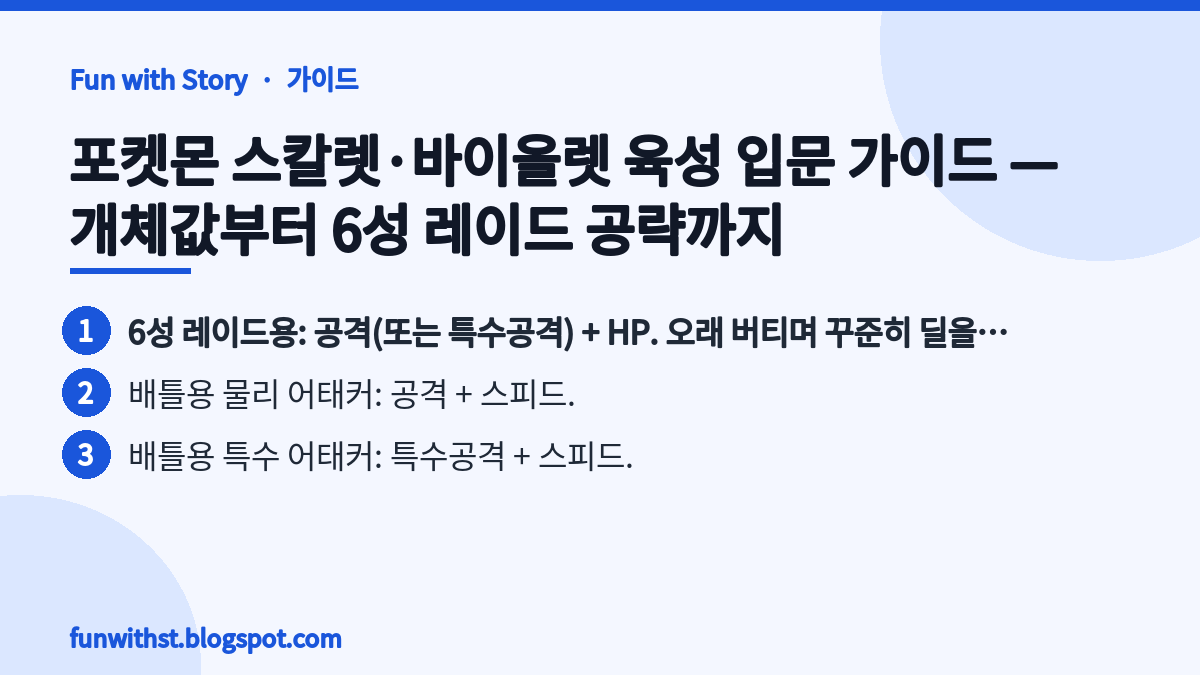 Fun with Story · 가이드
포켓몬 스칼렛·바이올렛 육성 입문 가이드 —
개체값부터 6성 레이드 공략까지
1 6성 레이드용: 공격(또는 특수공격) + HP. 오래 버티며 꾸준히 딜을…
2 배틀용 물리 어태커: 공격 + 스피드.
3 배틀용 특수 어태커: 특수공격 + 스피드.
funwithst.blogspot.com